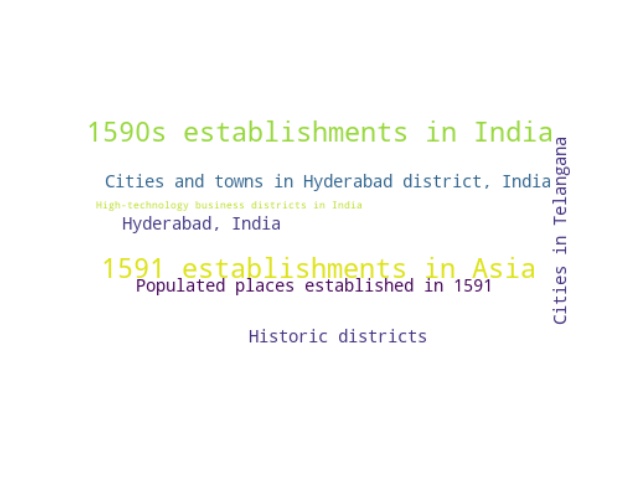 1590s establishments in India
Cities and towns in Hyderabad district, India
High-technology business districts in India
Hyderabad, India
1591 establishments in Asia
Populated places established in 1591
Historic districts
Cities in Telangana